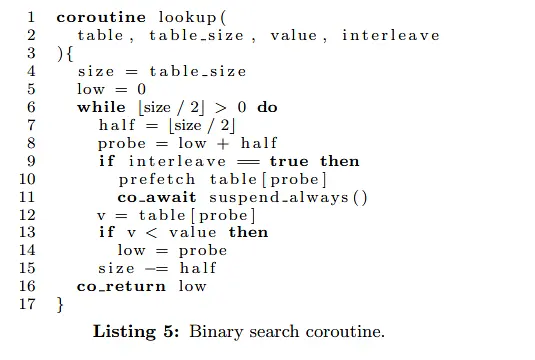 1 coroutine lookup(
2 table, table_size, value, interleave
3 ){
4 size = table_size
5 low = 0
6 while ⌊size / 2⌋ > 0 do
7 half = ⌊size / 2⌋
8 probe = low + half
9 if interleave == true then
10 prefetch table[probe]
11 co_await suspend_always()
12 v = table[probe]
13 if v < value then
14 low = probe
15 size -= half
16 co_return low
17 }
Listing 5: Binary search coroutine.